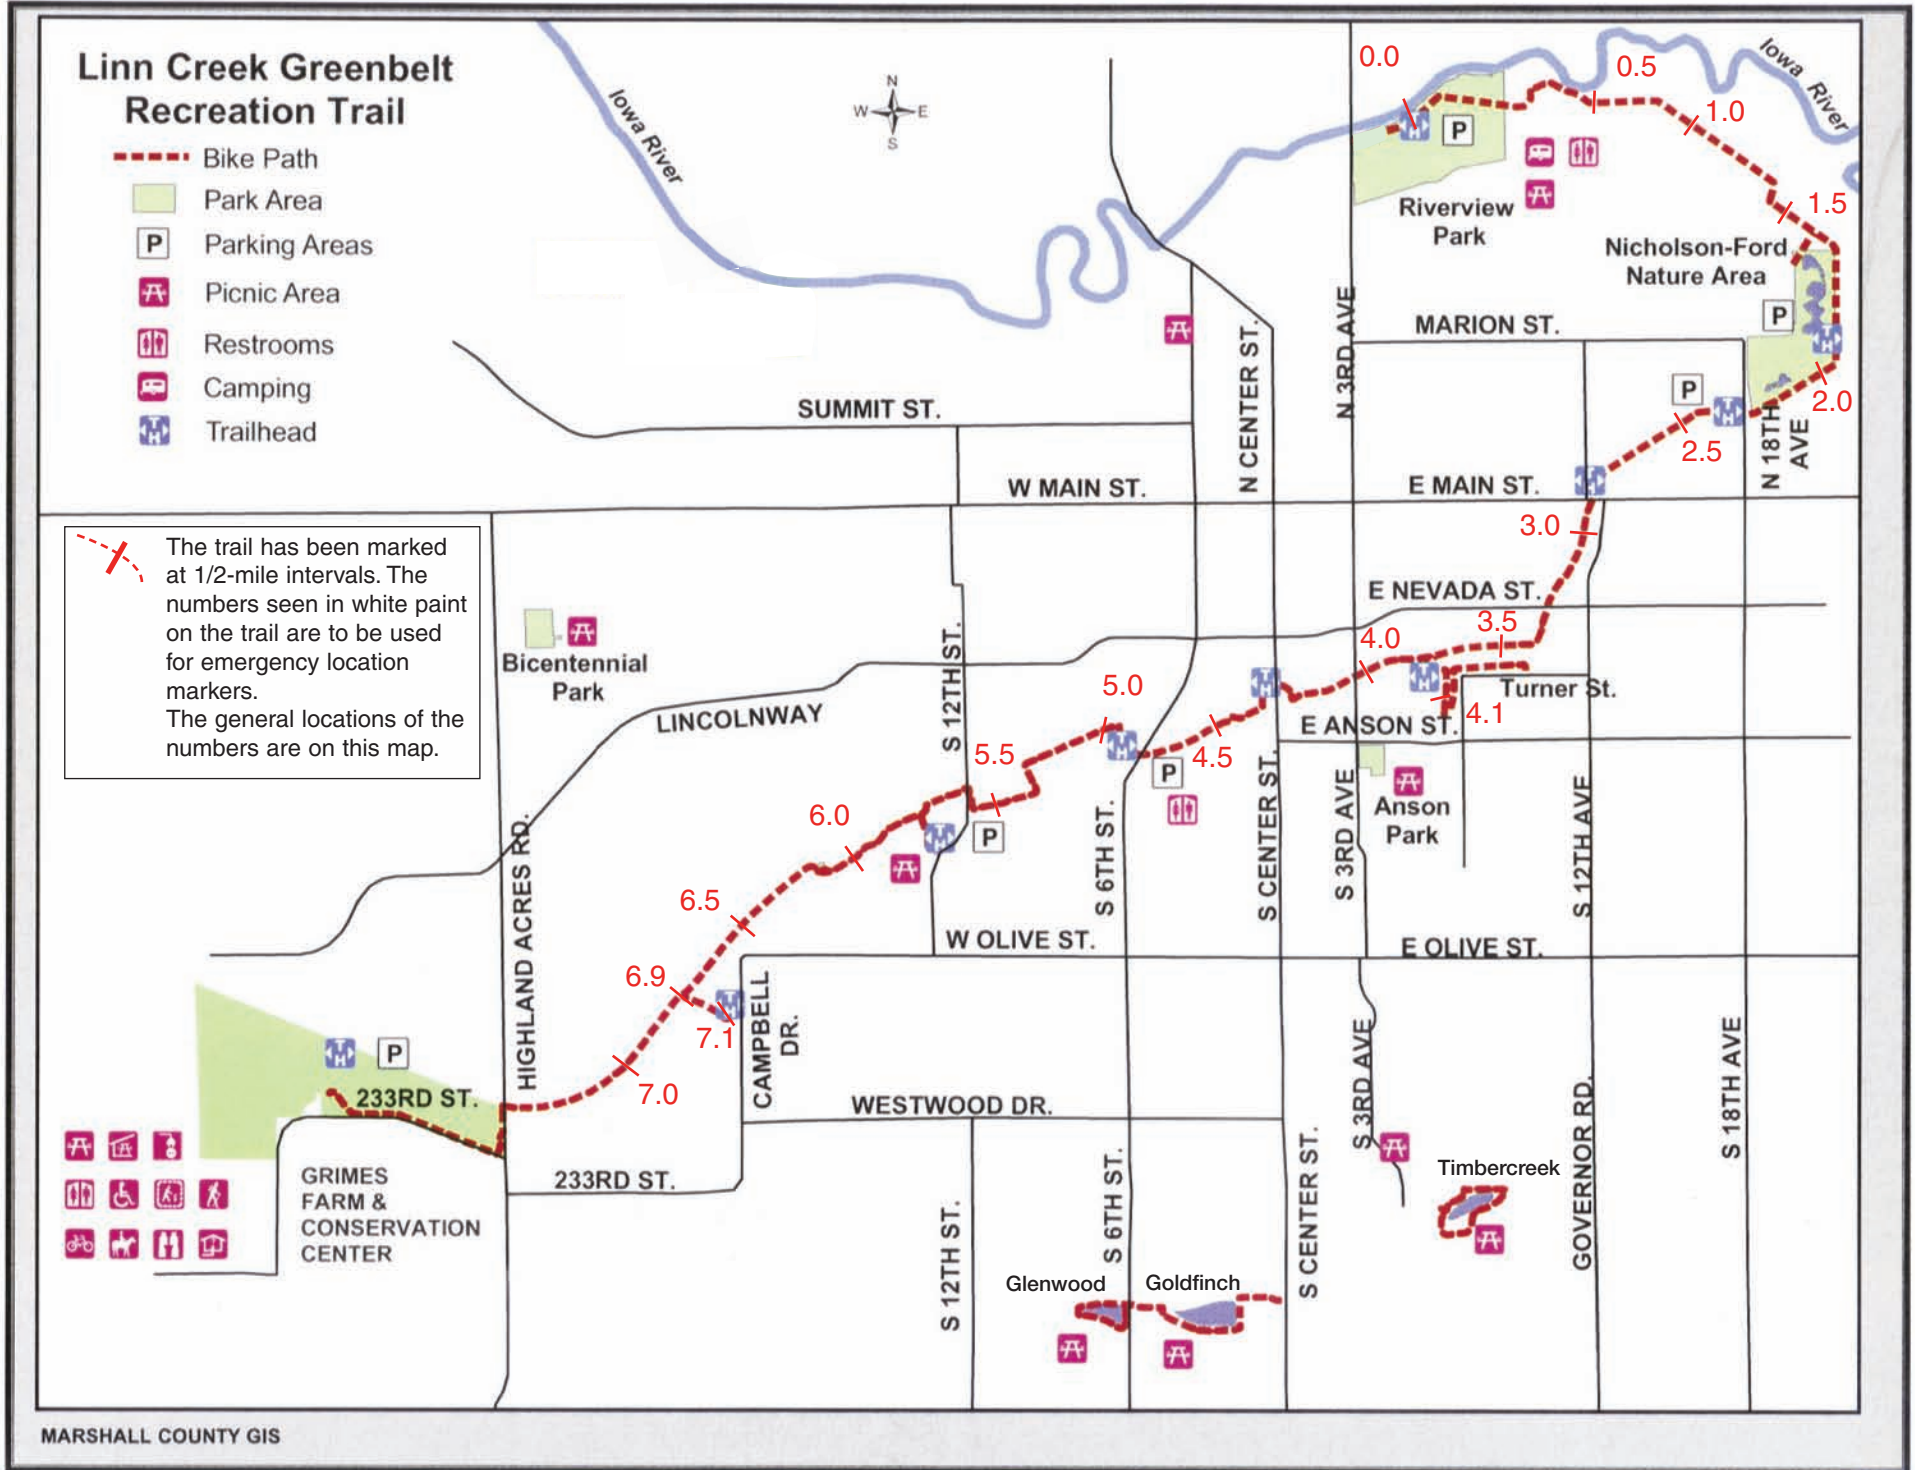 Linn Creek Greenbelt
Recreation Trail
Bike Path
Park Area
P
Parking Areas
Picnic Area
Restrooms
Camping
T
H
Trailhead
N
W
E
S
Iowa River
Iowa River
0.0
0.5
1.0
1.5
2.0
2.5
3.0
3.5
4.0
4.1
4.5
5.0
5.5
6.0
6.5
6.9
7.1
7.0
T
H
P
Riverview
Park
Nicholson-Ford
Nature Area
P
T
H
MARION ST.
N 3RD AVE
N CENTER ST.
P
T
H
N 18TH
AVE
SUMMIT ST.
W MAIN ST.
E MAIN ST.
T
H
The trail has been marked
at 1/2-mile intervals. The
numbers seen in white paint
on the trail are to be used
for emergency location
markers.
The general locations of the
numbers are on this map.
E NEVADA ST.
Bicentennial
Park
LINCOLNWAY
S 12TH ST.
T
H
T
H
Turner St.
E ANSON ST.
T
H
P
Anson
Park
T
H
P
S 6TH ST.
S CENTER ST.
S 3RD AVE
S 12TH AVE
HIGHLAND ACRES RD.
W OLIVE ST.
E OLIVE ST.
T
H
CAMPBELL
DR.
T
H
P
233RD ST.
WESTWOOD DR.
S 3RD AVE
GOVERNOR RD.
S 18TH AVE
233RD ST.
GRIMES
FARM &
CONSERVATION
CENTER
S 12TH ST.
S 6TH ST.
S CENTER ST.
Timbercreek
Glenwood
Goldfinch
MARSHALL COUNTY GIS